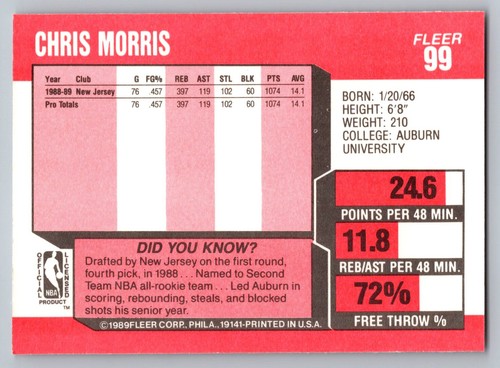 CHRIS MORRIS
FLEER
99
Year Club G FG% REB AST STL BLK PTS AVG
1988-89 New Jersey 76 .457 397 119 102 60 1074 14.1
Pro Totals 76 .457 397 119 102 60 1074 14.1
BORN: 1/20/66
HEIGHT: 6'8"
WEIGHT: 210
COLLEGE: AUBURN
UNIVERSITY
24.6
POINTS PER 48 MIN.
11.8
REB/AST PER 48 MIN.
72%
FREE THROW %
DID YOU KNOW?
Drafted by New Jersey on the first round,
fourth pick, in 1988 . . . Named to Second
Team NBA all-rookie team . . . Led Auburn in
scoring, rebounding, steals, and blocked
shots his senior year.
OFFICIAL
LICENSED
NBA
PRODUCT
TM
©1989FLEER CORP., PHILA., 19141-PRINTED IN U.S.A.